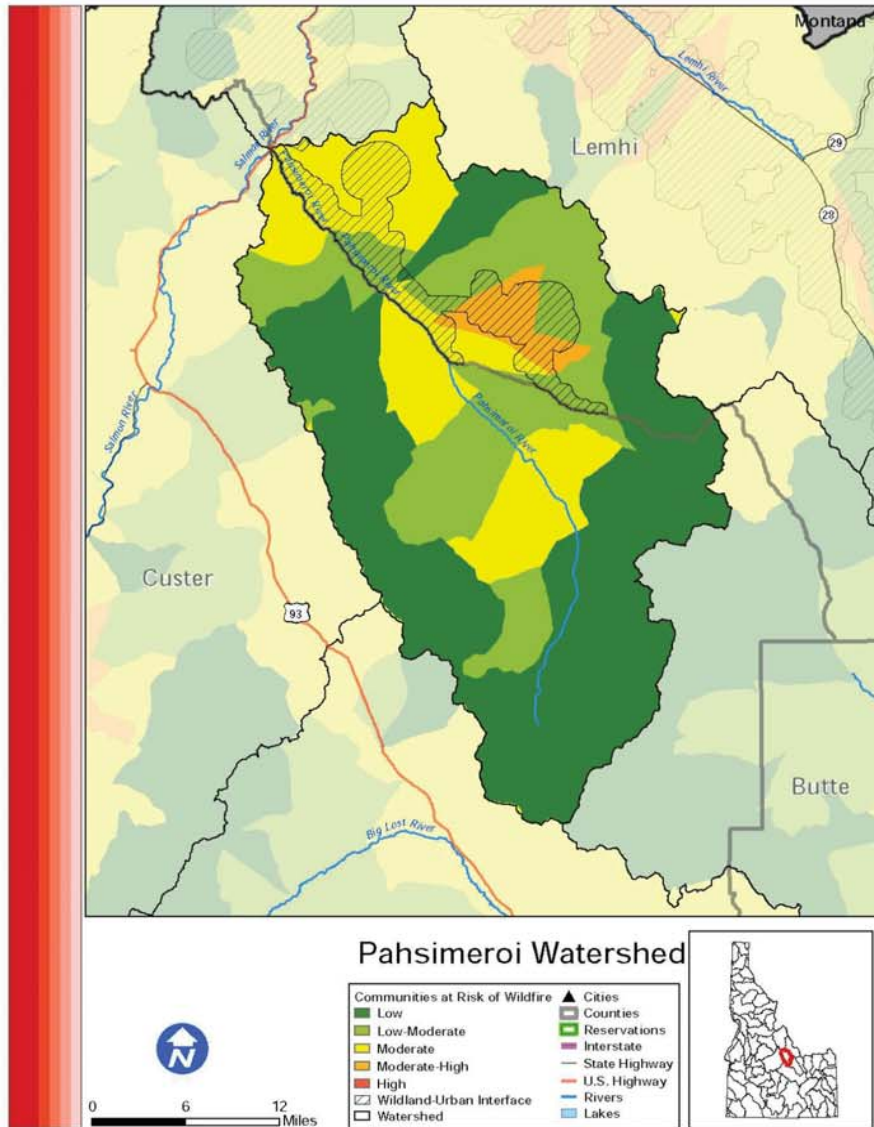 Montana
Lemhi River
29
Lemhi
28
Salmon River
Pahsimeroi River
Pahsimeroi River
Pahsimeroi River
Salmon River
Custer
93
Butte
Big Lost River
Pahsimeroi Watershed
Communities at Risk of Wildfire
Low
Low-Moderate
Moderate
Moderate-High
High
Wildland-Urban Interface
Watershed
Cities
Counties
Reservations
Interstate
State Highway
U.S. Highway
Rivers
Lakes
N
0 6 12
Miles